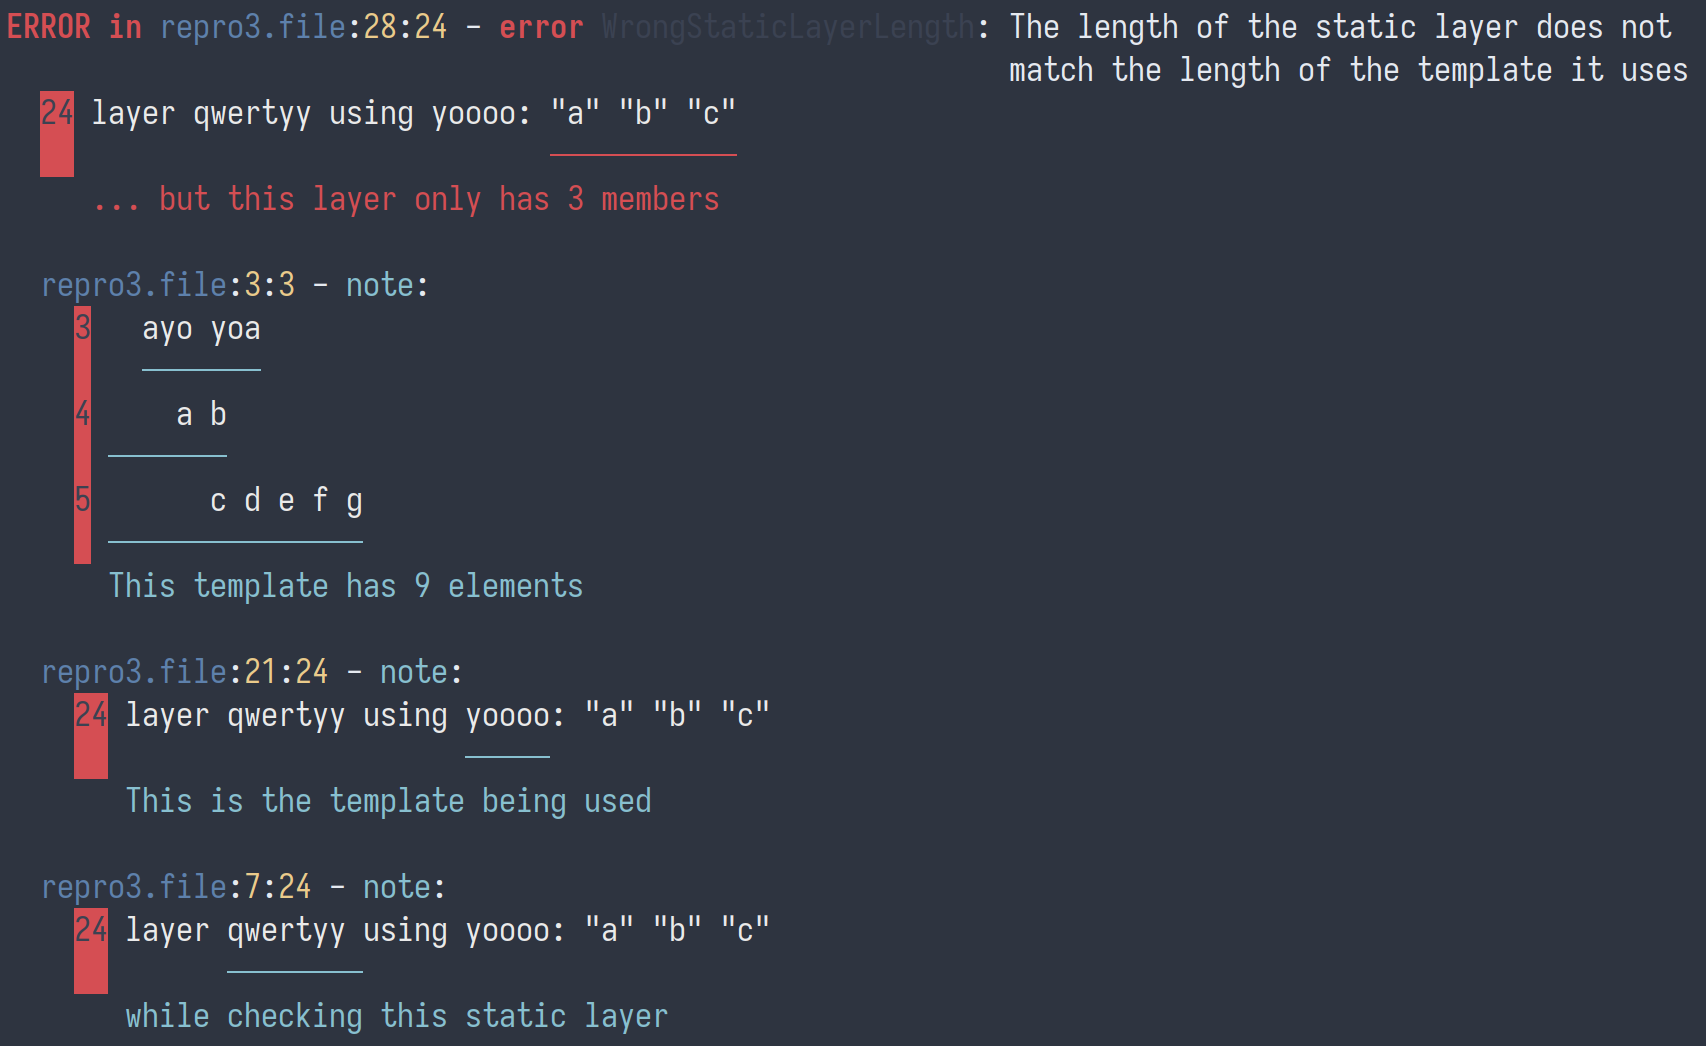 ERROR in repro3.file:28:24 - error WrongStaticLayerLength: The length of the static layer does not
match the length of the template it uses
24 layer qwertyy using yoooo: "a" "b" "c"
... but this layer only has 3 members
repro3.file:3:3 - note:
3 ayo yoa
4 a b
5 c d e f g
This template has 9 elements
repro3.file:21:24 - note:
24 layer qwertyy using yoooo: "a" "b" "c"
This is the template being used
repro3.file:7:24 - note:
24 layer qwertyy using yoooo: "a" "b" "c"
while checking this static layer